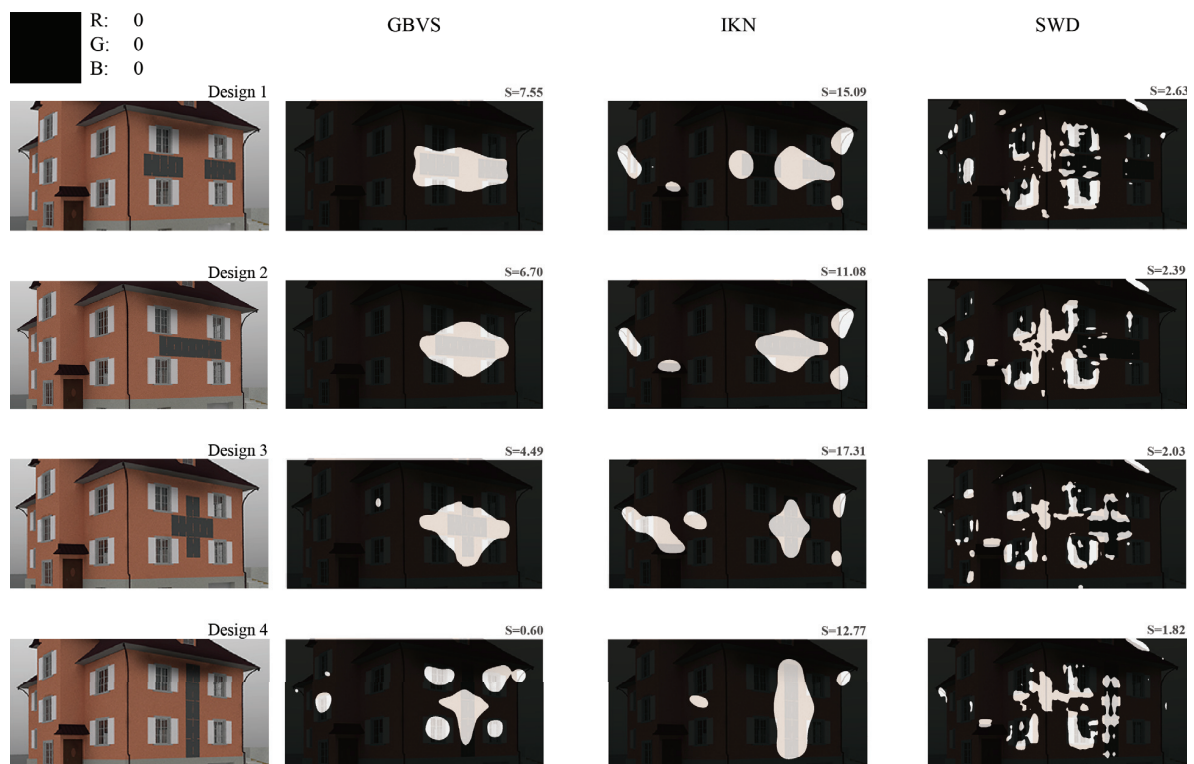 R: 0
G: 0
B: 0
GBVS IKN SWD
Design 1 S=7.55 S=15.09 S=2.63
Design 2 S=6.70 S=11.08 S=2.39
Design 3 S=4.49 S=17.31 S=2.03
Design 4 S=0.60 S=12.77 S=1.82